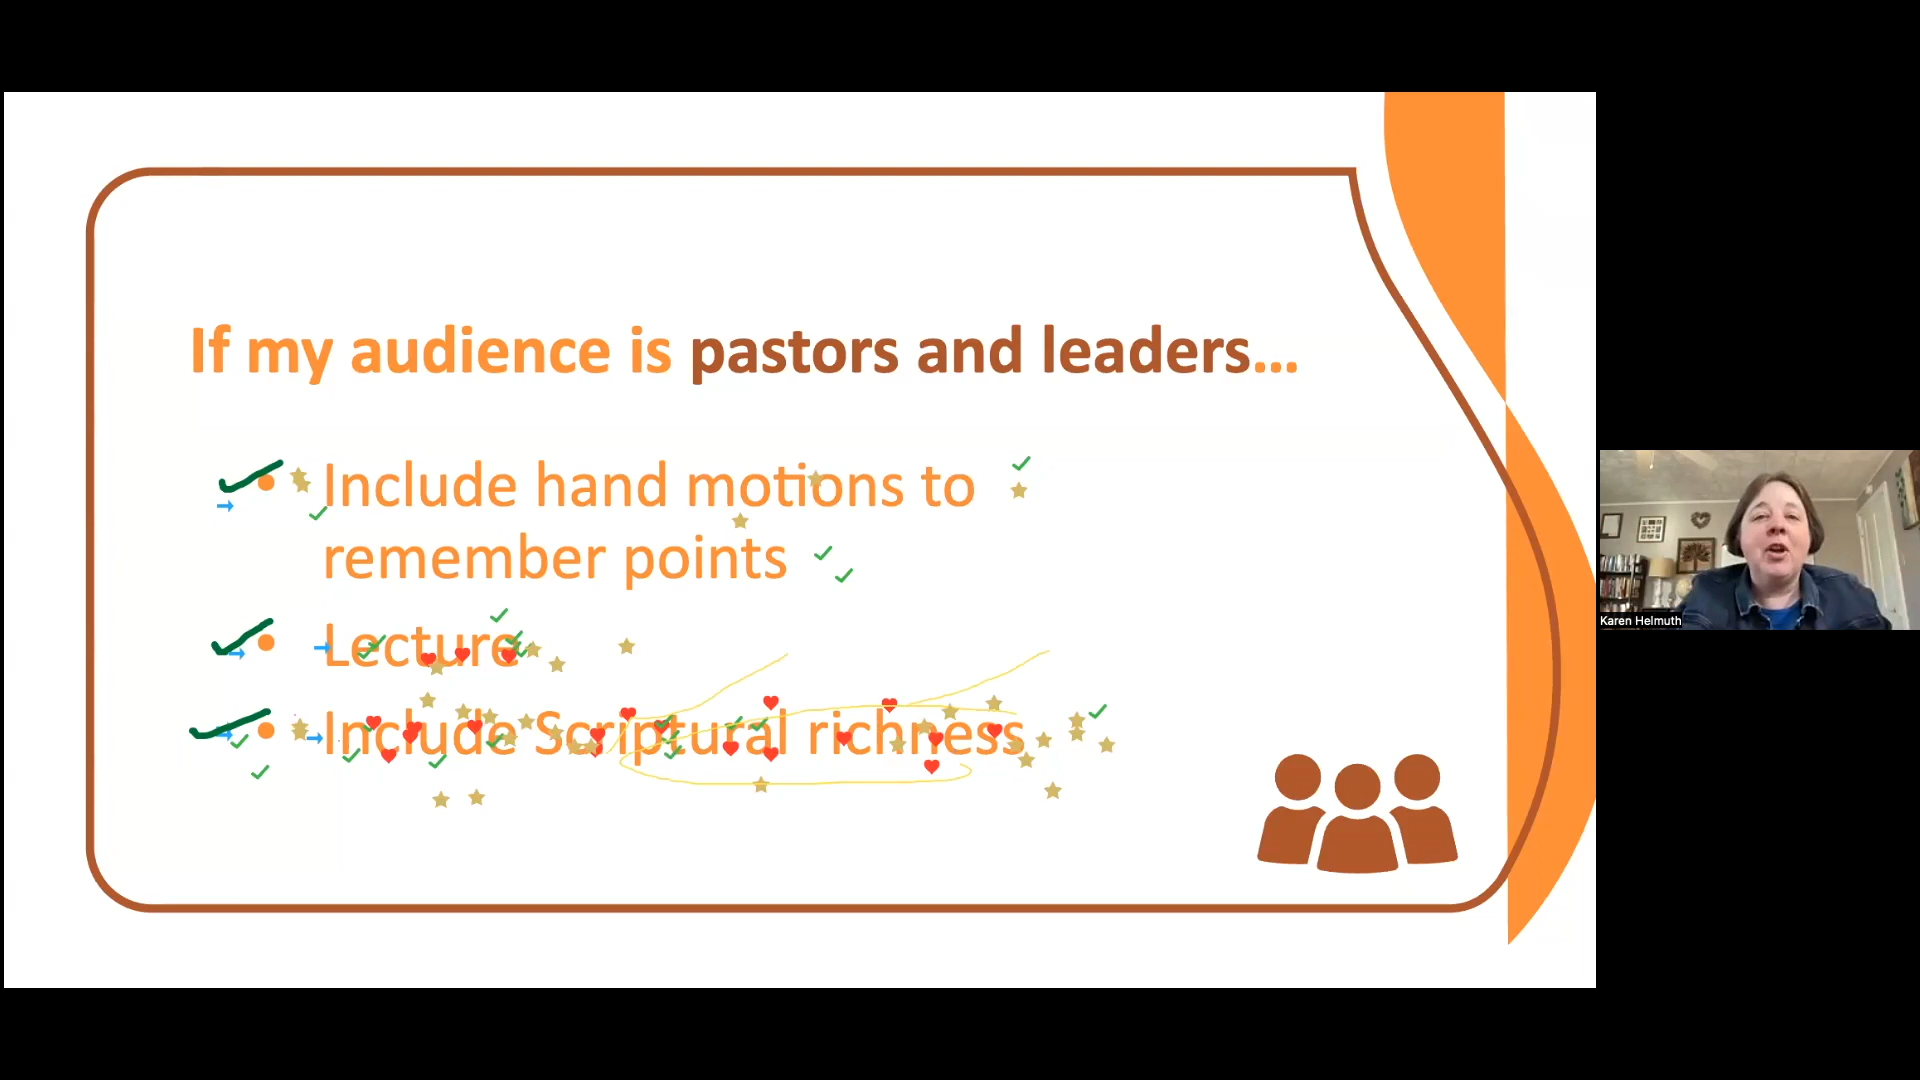 If my audience is pastors and leaders...
Include hand motions to
remember points
Lecture
Include Scriptural richness
Karen Helmuth